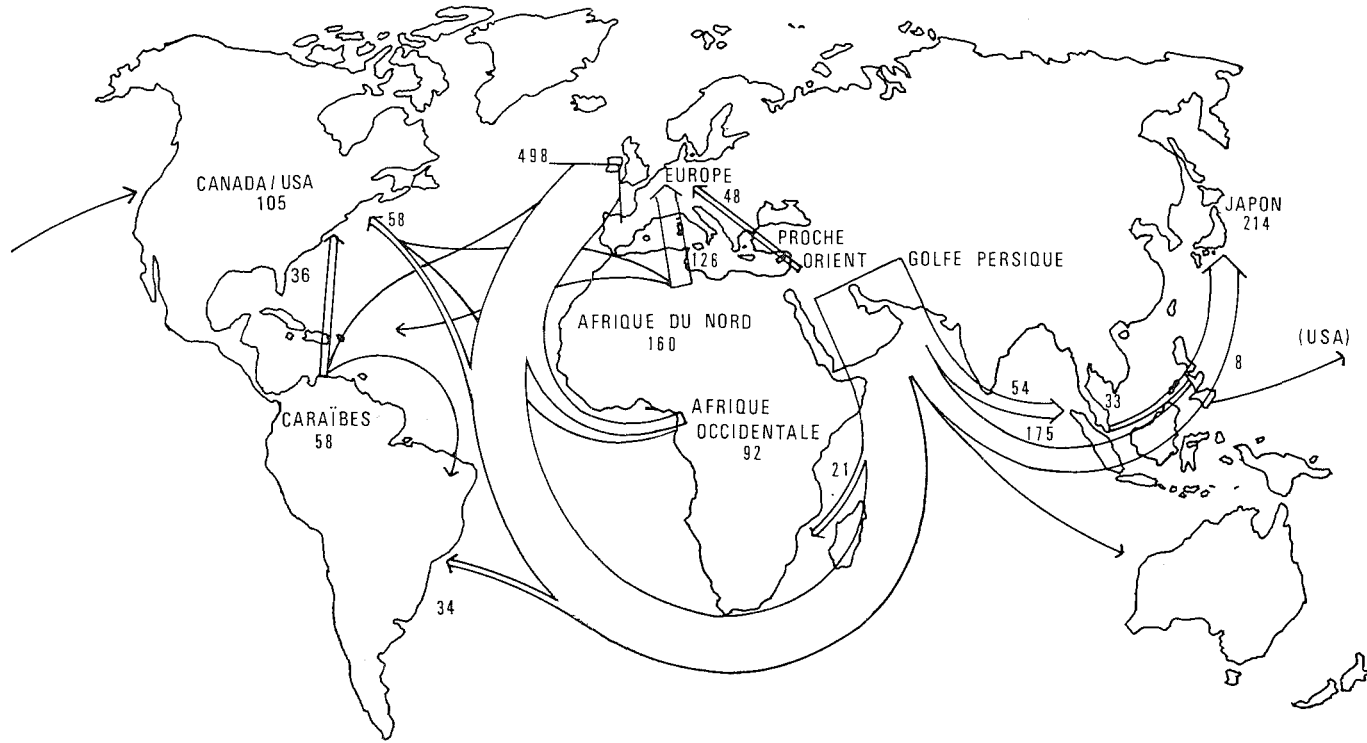 498
CANADA/USA
105
EUROPE
48
58
JAPON
214
PROCHE
ORIENT
126
GOLFE PERSIQUE
36
AFRIQUE DU NORD
160
(USA)
8
54
33
CARAÏBES
58
AFRIQUE
OCCIDENTALE
92
175
21
34